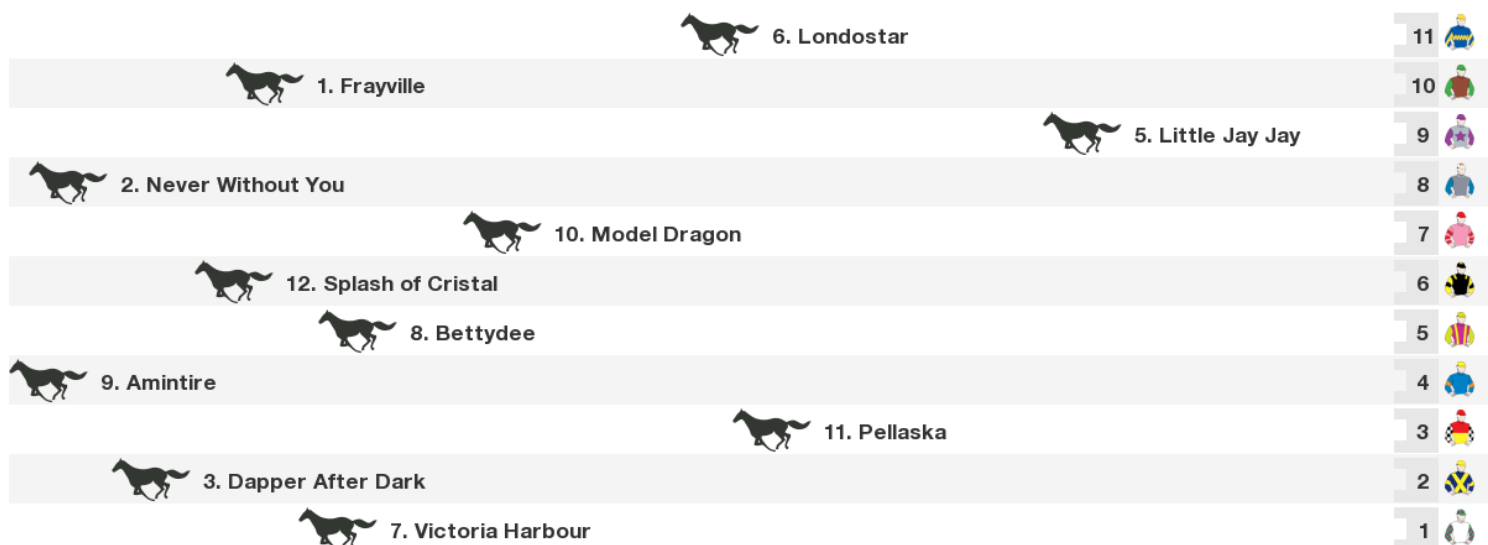 6. Londostar 11
1. Frayville 10
5. Little Jay Jay 9
2. Never Without You 8
10. Model Dragon 7
12. Splash of Cristal 6
8. Bettydee 5
9. Amintire 4
11. Pellaska 3
3. Dapper After Dark 2
7. Victoria Harbour 1